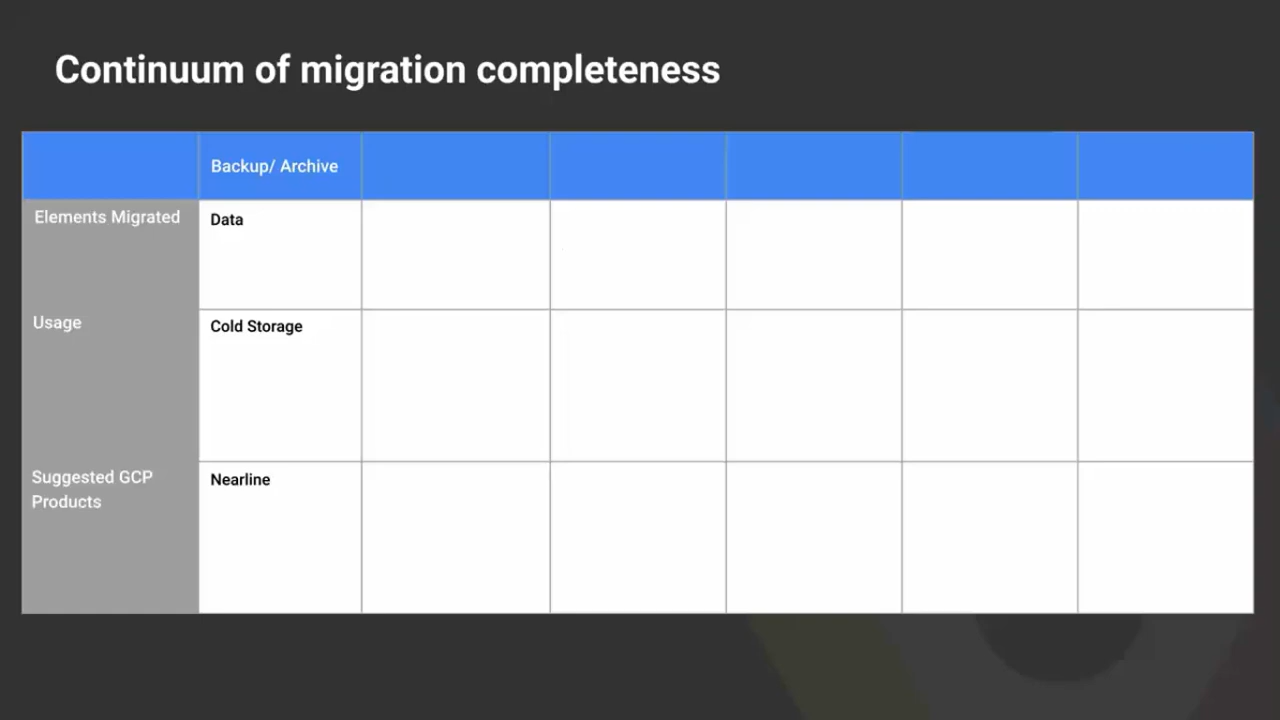 Continuum of migration completeness
Backup/ Archive
Elements Migrated
Data
Usage
Cold Storage
Suggested GCP
Products
Nearline